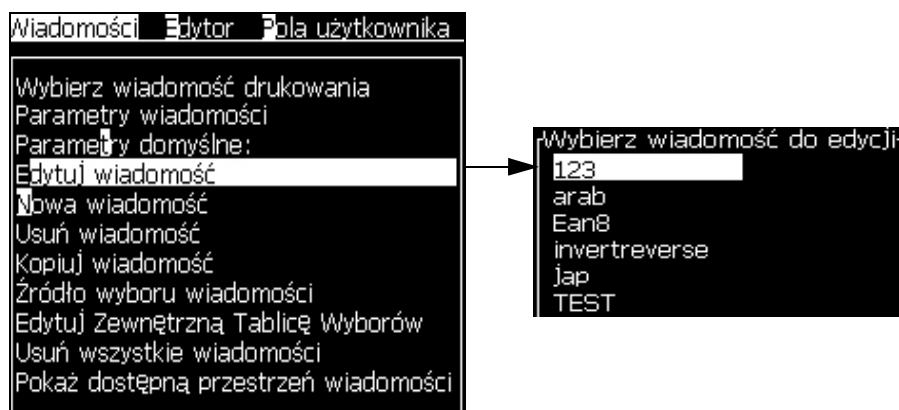 Wiadomości Edytor Pola użytkownika
Wybierz wiadomość drukowania
Parametry wiadomości
Parametry domyślne:
Edytuj wiadomość
Nowa wiadomość
Usuń wiadomość
Kopiuj wiadomość
Źródło wyboru wiadomości
Edytuj Zewnętrzną Tablicę Wyborów
Usuń wszystkie wiadomości
Pokaż dostępną przestrzeń wiadomości
Wybierz wiadomość do edycji
123
arab
Ean8
invertreverse
jap
TEST